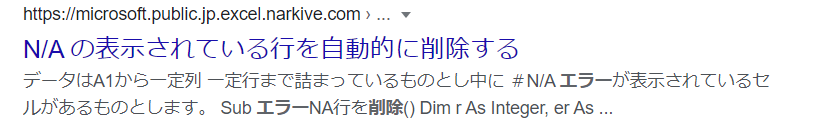 https://microsoft.public.jp.excel.narkive.com › ...
N/A の表示されている行を自動的に削除する
データはA1から一定列 一定行まで詰まっているものとし中に ＃N/A エラーが表示されているセ
ルがあるものとします。 Sub エラーNA行を削除() Dim r As Integer, er As ...